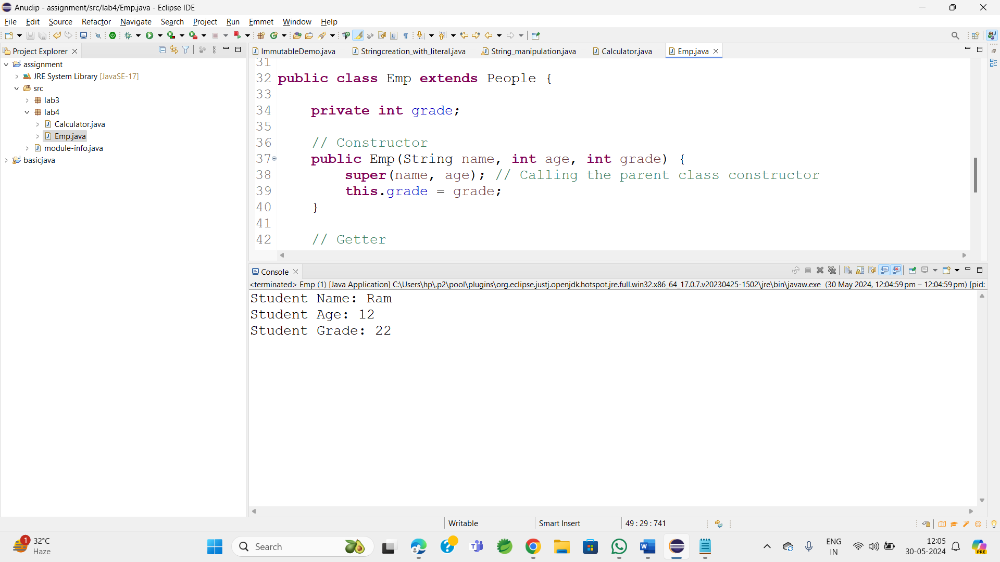 Anudip - assignment/src/lab4/Emp.java - Eclipse IDE
File Edit Source Refactor Navigate Search Project Run Emmet Window Help
Project Explorer
assignment
JRE System Library [JavaSE-17]
src
lab3
lab4
Calculator.java
Emp.java
module-info.java
basicjava
ImmutableDemo.java Stringcreation_with_literal.java String_manipulation.java Calculator.java Emp.java
31
32 public class Emp extends People {
33
34 private int grade;
35
36 // Constructor
37 public Emp(String name, int age, int grade) {
38 super(name, age); // Calling the parent class constructor
39 this.grade = grade;
40 }
41
42 // Getter
Console
<terminated> Emp (1) [Java Application] C:\Users\hp\.p2\pool\plugins\org.eclipse.justj.openjdk.hotspot.jre.full.win32.x86_64_17.0.7.v20230425-1502\jre\bin\javaw.exe (30 May 2024, 12:04:59 pm – 12:04:59 pm) [pid:
Student Name: Ram
Student Age: 12
Student Grade: 22
Writable Smart Insert 49 : 29 : 741
1
32°C
Haze
Search
ENG
IN
12:05
30-05-2024
PRE